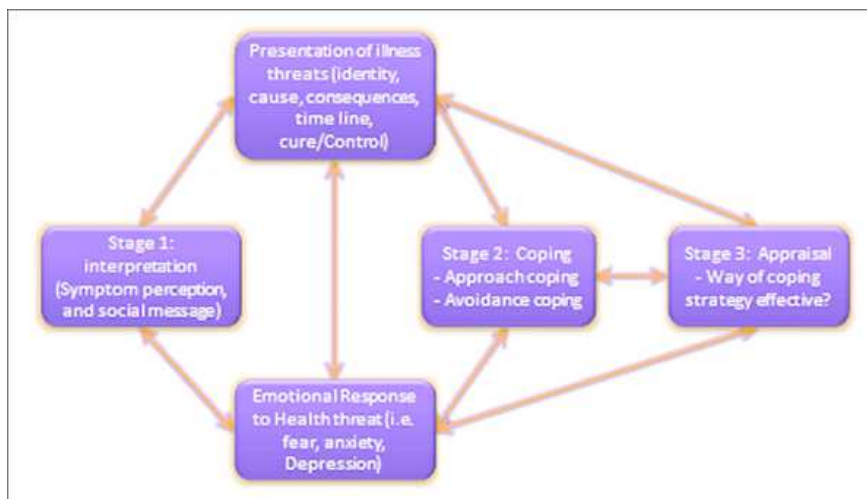 Presentation of illness
threats (identity,
cause, consequences,
time line,
cure/Control)
Stage 1:
interpretation
(Symptom perception,
and social message)
Stage 2: Coping
- Approach coping
- Avoidance coping
Stage 3: Appraisal
- Way of coping
strategy effective?
Emotional Response
to Health threat (i.e.
fear, anxiety,
Depression)